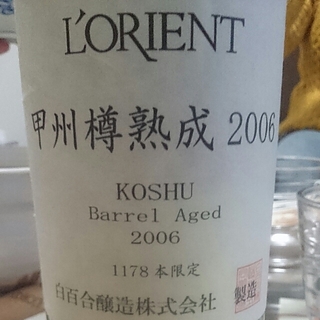 L'ORIENT
甲州樽熟成 2006
KOSHU
Barrel Aged
2006
1178本限定
白百合醸造株式会社
製造